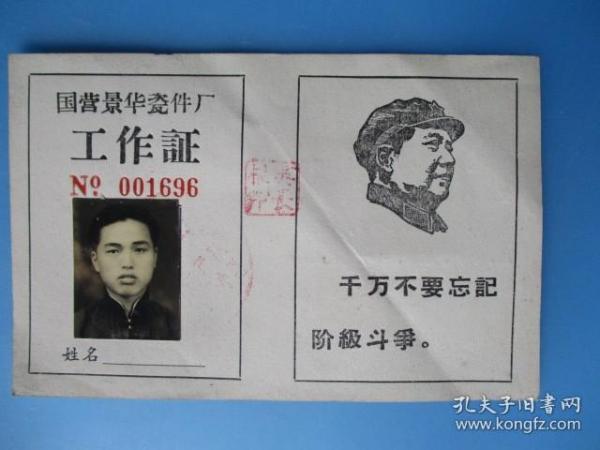 国营景华瓷件厂
工作証
№ 001696
姓名
千万不要忘記
阶級斗爭。
孔夫子旧书网
www.kongfz.com